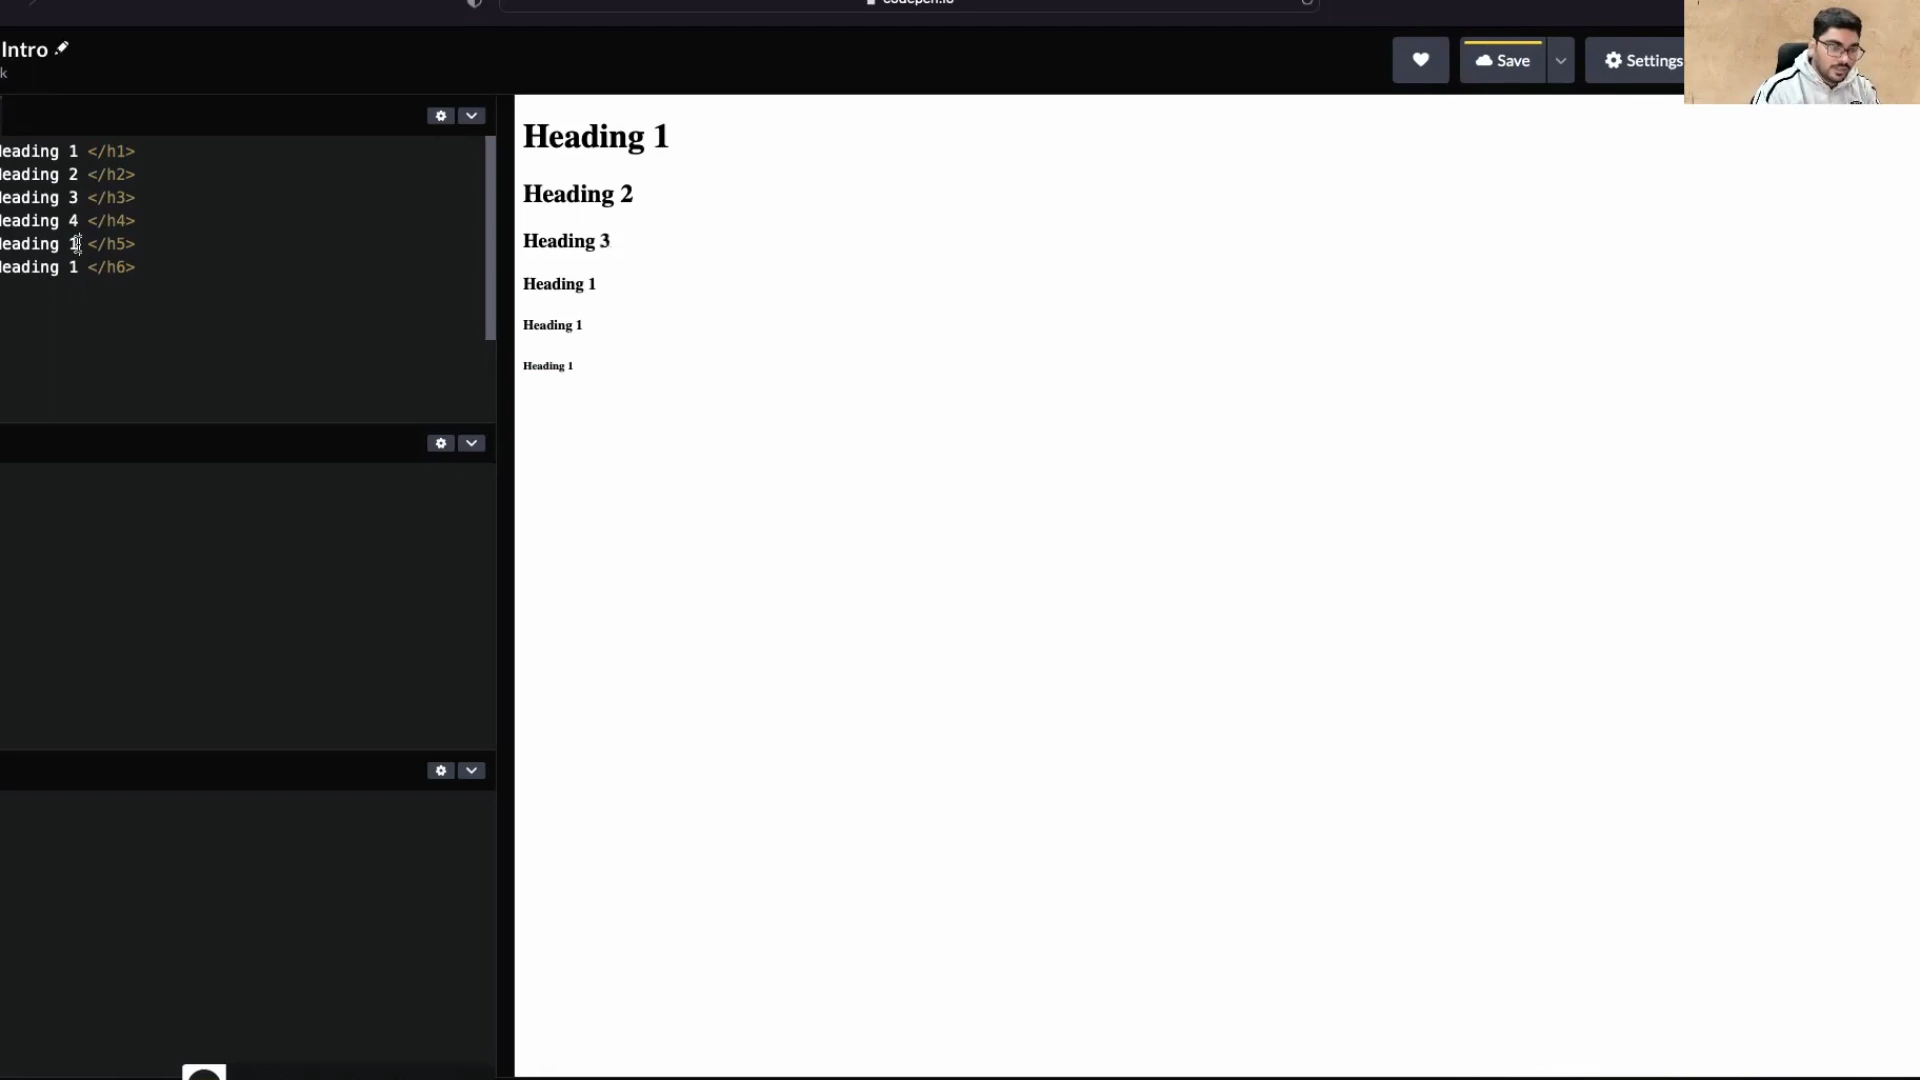 Intro
k
Save
Settings
eading 1 </h1>
eading 2 </h2>
eading 3 </h3>
eading 4 </h4>
eading 1 </h5>
eading 1 </h6>
Heading 1
Heading 2
Heading 3
Heading 1
Heading 1
Heading 1